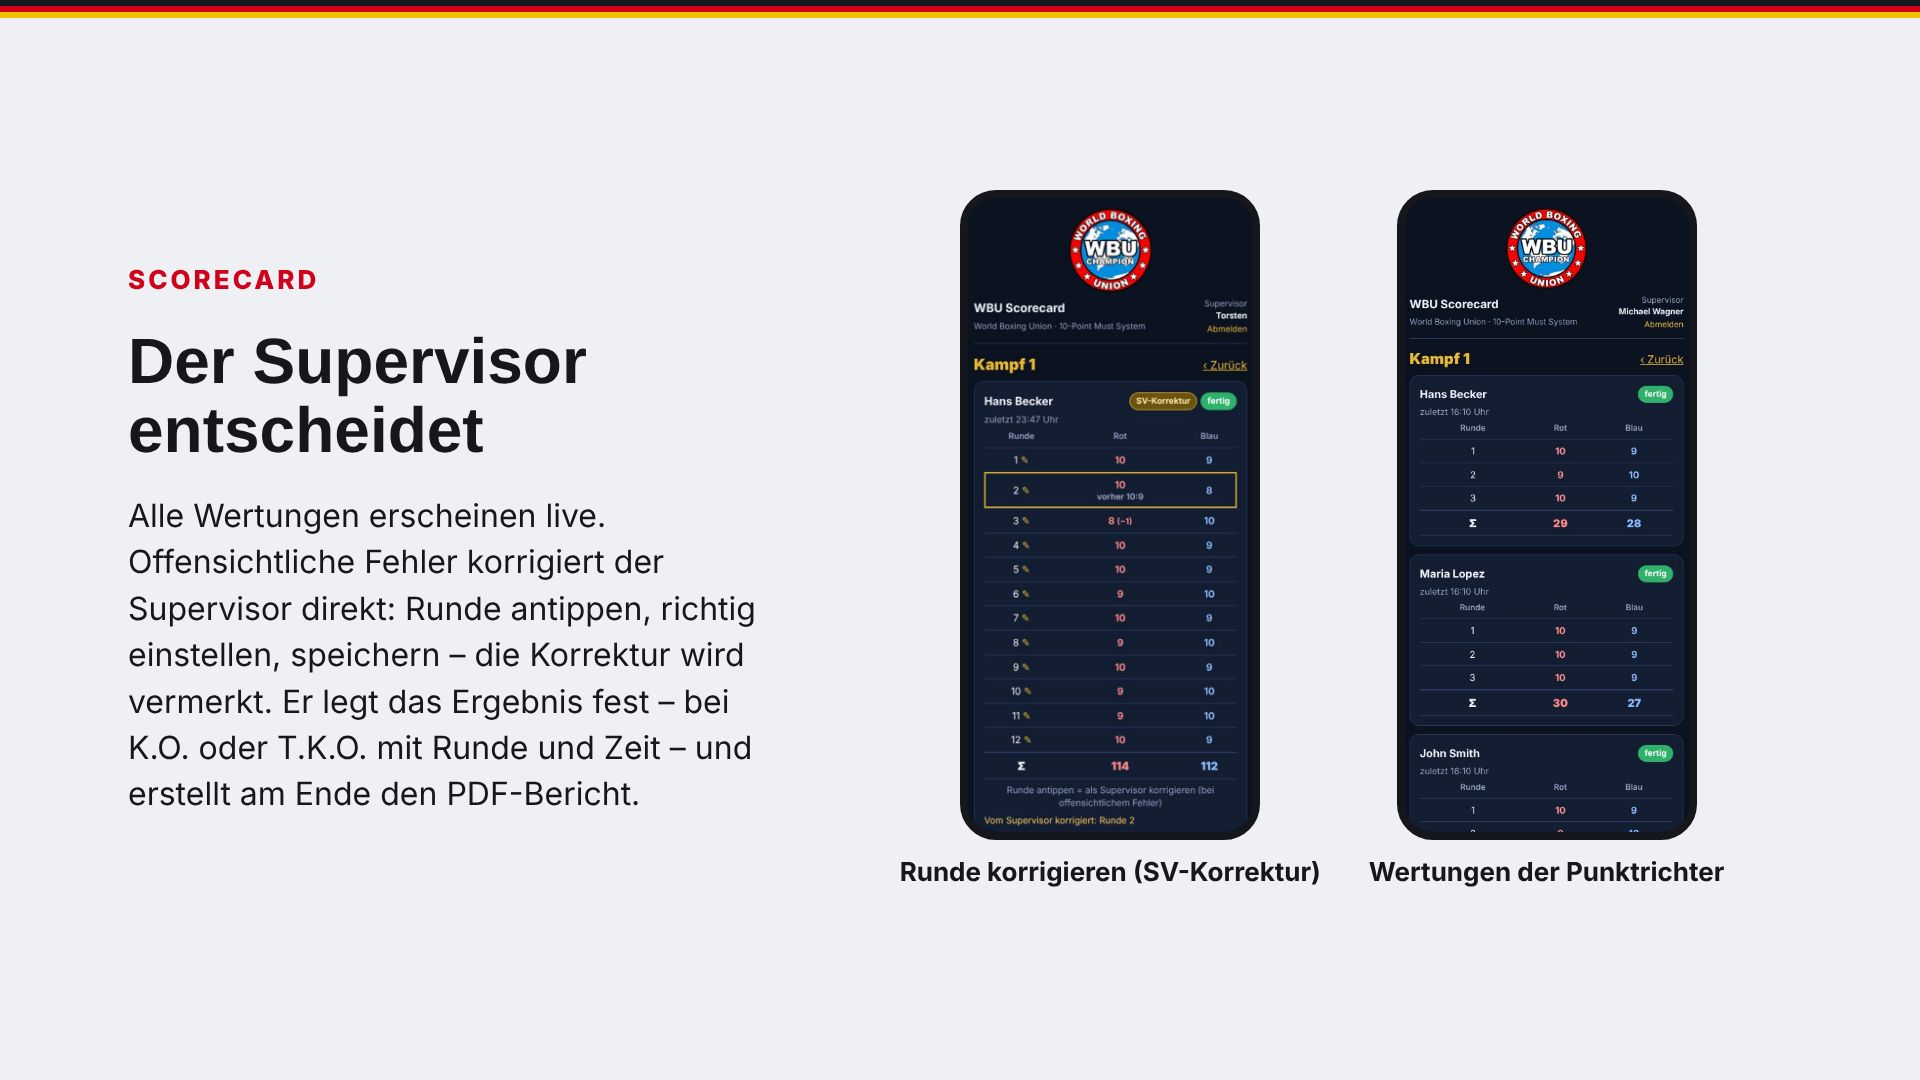 SCORECARD
Der Supervisor
entscheidet
Alle Wertungen erscheinen live.
Offensichtliche Fehler korrigiert der
Supervisor direkt: Runde antippen, richtig
einstellen, speichern – die Korrektur wird
vermerkt. Er legt das Ergebnis fest – bei
K.O. oder T.K.O. mit Runde und Zeit – und
erstellt am Ende den PDF-Bericht.
WORLD BOXING
WBU
CHAMPION
UNION
WBU Scorecard
World Boxing Union · 10-Point Must System
Supervisor
Torsten
Abmelden
Kampf 1
‹ Zurück
Hans Becker
SV-Korrektur fertig
zuletzt 23:47 Uhr
Runde Rot Blau
1 ✎ 10 9
2 ✎ 10 8
vorher 10:9
3 ✎ 8 (−1) 10
4 ✎ 10 9
5 ✎ 10 9
6 ✎ 9 10
7 ✎ 10 9
8 ✎ 9 10
9 ✎ 10 9
10 ✎ 9 10
11 ✎ 9 10
12 ✎ 10 9
Σ 114 112
Runde antippen = als Supervisor korrigieren (bei
offensichtlichem Fehler)
Vom Supervisor korrigiert: Runde 2
Runde korrigieren (SV-Korrektur)
WORLD BOXING
WBU
CHAMPION
UNION
WBU Scorecard
World Boxing Union · 10-Point Must System
Supervisor
Michael Wagner
Abmelden
Kampf 1
‹ Zurück
Hans Becker
fertig
zuletzt 16:10 Uhr
Runde Rot Blau
1 10 9
2 9 10
3 10 9
Σ 29 28
Maria Lopez
fertig
zuletzt 16:10 Uhr
Runde Rot Blau
1 10 9
2 10 9
3 10 9
Σ 30 27
John Smith
fertig
zuletzt 16:10 Uhr
Runde Rot Blau
1 10 9
Wertungen der Punktrichter